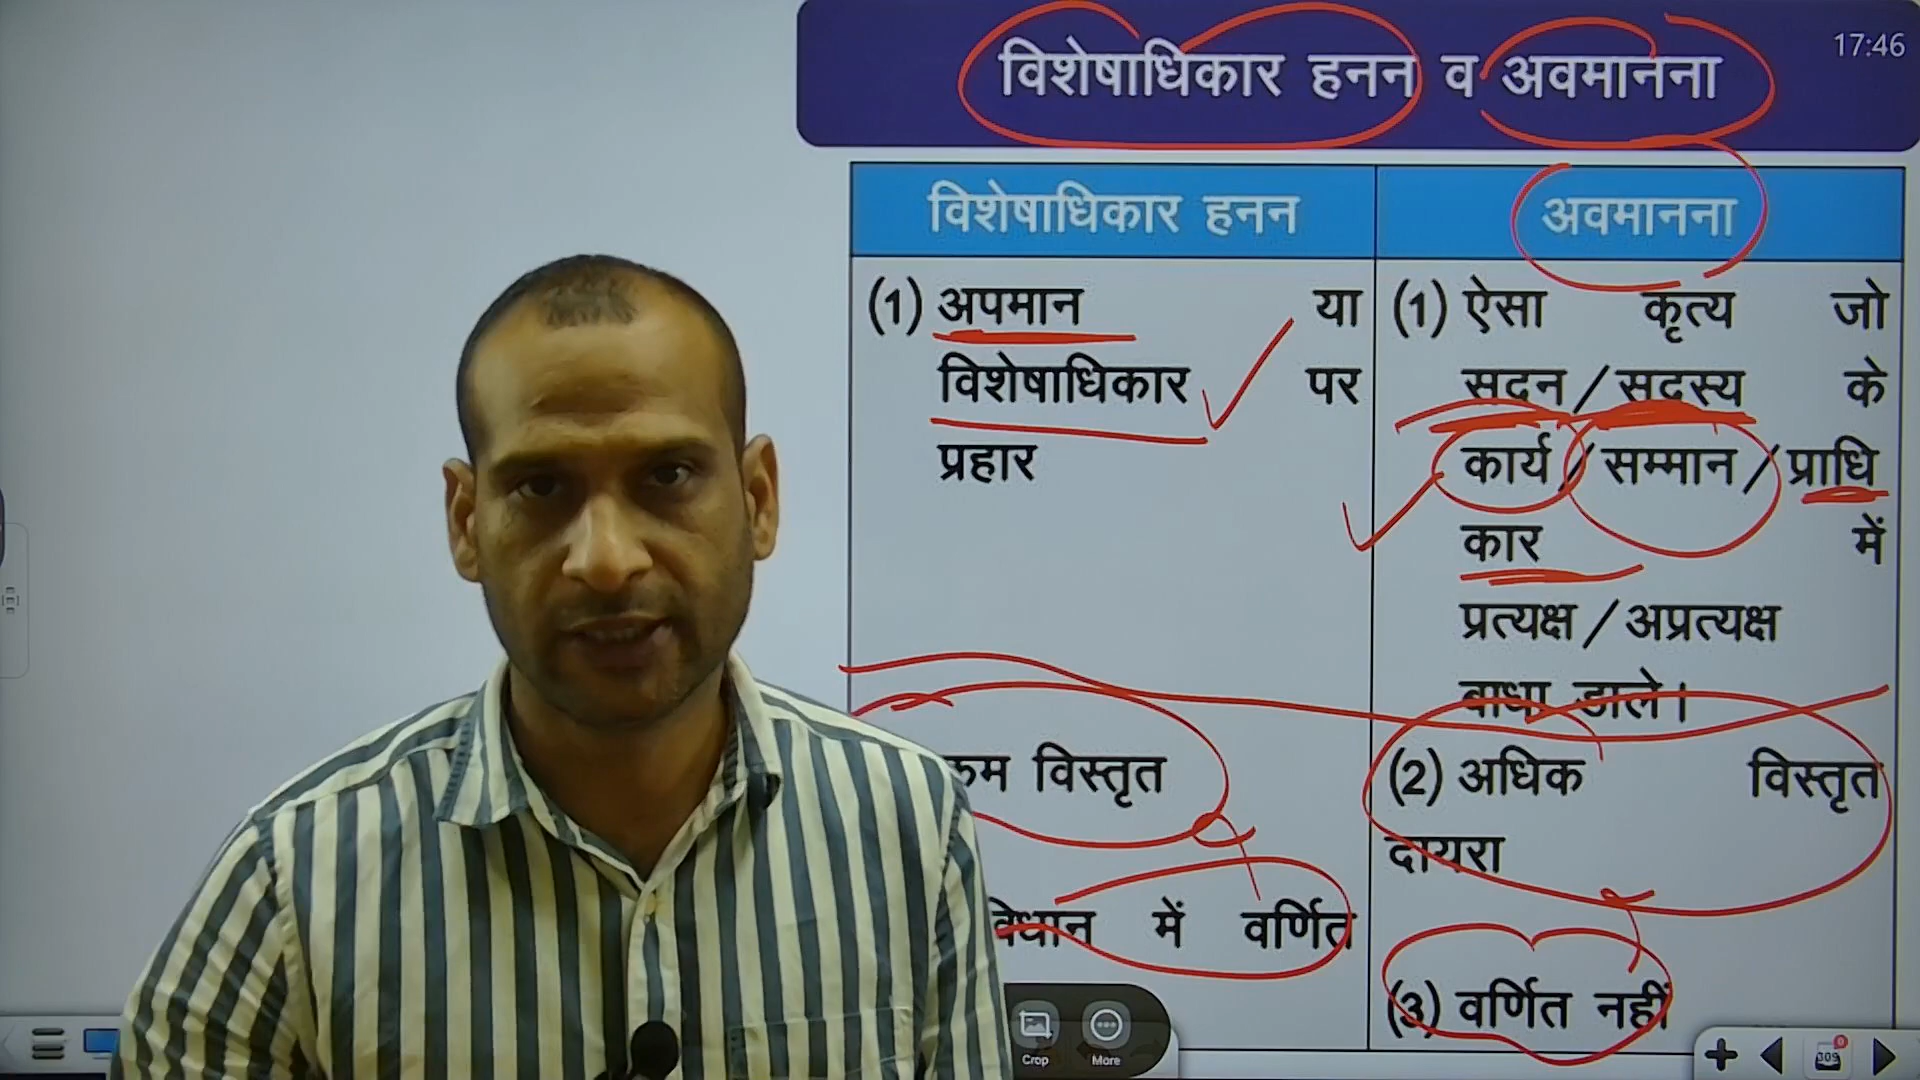 17:46
विशेषाधिकार हनन व अवमानना
विशेषाधिकार हनन
अवमानना
(1) अपमान या
विशेषाधिकार पर
प्रहार
(1) ऐसा कृत्य जो
सदन/सदस्य के
कार्य/सम्मान/प्राधि
कार में
प्रत्यक्ष/अप्रत्यक्ष
बाधा डाले।
कम विस्तृत
(2) अधिक विस्तृत
दायरा
में वर्णित
(3) वर्णित नहीं
Crop More
309